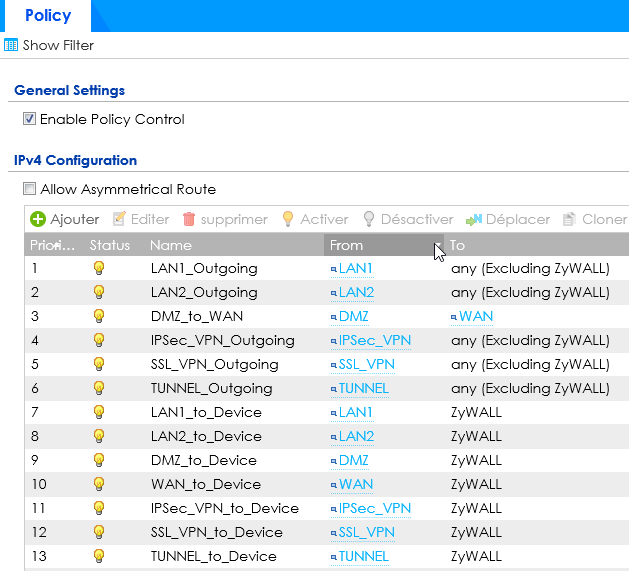 Policy
Show Filter
General Settings
Enable Policy Control
IPv4 Configuration
Allow Asymmetrical Route
Ajouter Editer supprimer Activer Désactiver Déplacer Cloner
Priori... Status Name From To
1 LAN1_Outgoing LAN1 any (Excluding ZyWALL)
2 LAN2_Outgoing LAN2 any (Excluding ZyWALL)
3 DMZ_to_WAN DMZ WAN
4 IPSec_VPN_Outgoing IPSec_VPN any (Excluding ZyWALL)
5 SSL_VPN_Outgoing SSL_VPN any (Excluding ZyWALL)
6 TUNNEL_Outgoing TUNNEL any (Excluding ZyWALL)
7 LAN1_to_Device LAN1 ZyWALL
8 LAN2_to_Device LAN2 ZyWALL
9 DMZ_to_Device DMZ ZyWALL
10 WAN_to_Device WAN ZyWALL
11 IPSec_VPN_to_Device IPSec_VPN ZyWALL
12 SSL_VPN_to_Device SSL_VPN ZyWALL
13 TUNNEL_to_Device TUNNEL ZyWALL